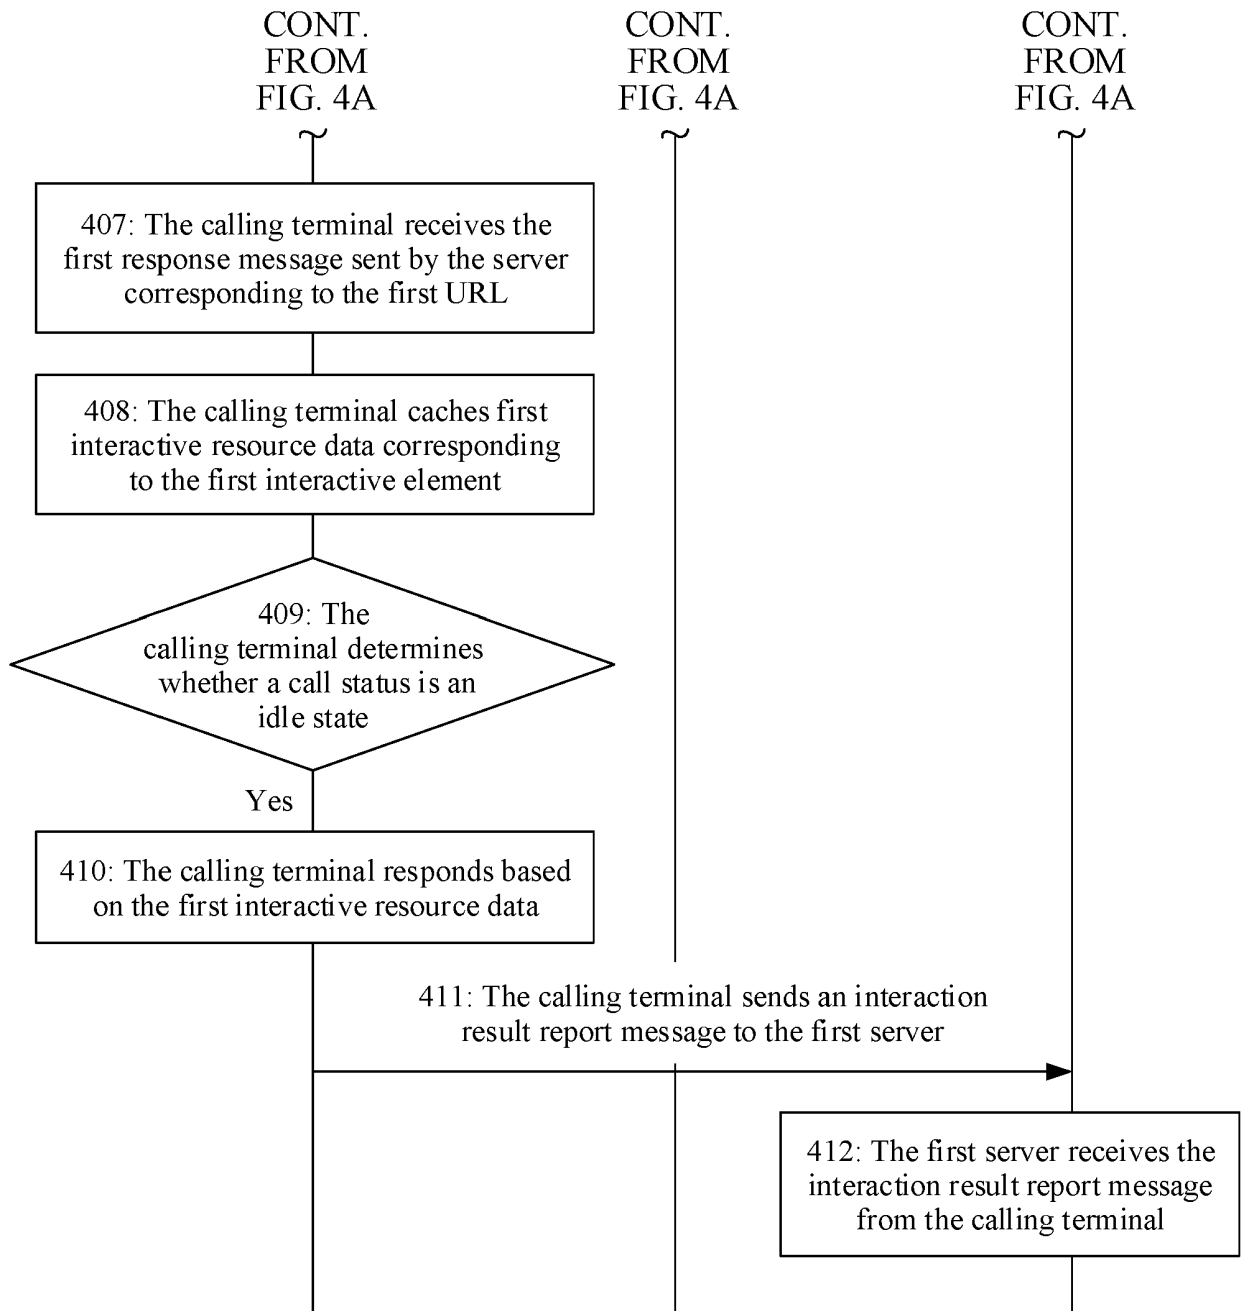 CONT.
FROM
FIG. 4A
CONT.
FROM
FIG. 4A
CONT.
FROM
FIG. 4A
407: The calling terminal receives the
first response message sent by the server
corresponding to the first URL
408: The calling terminal caches first
interactive resource data corresponding
to the first interactive element
409: The
calling terminal determines
whether a call status is an
idle state
Yes
410: The calling terminal responds based
on the first interactive resource data
411: The calling terminal sends an interaction
result report message to the first server
412: The first server receives the
interaction result report message
from the calling terminal